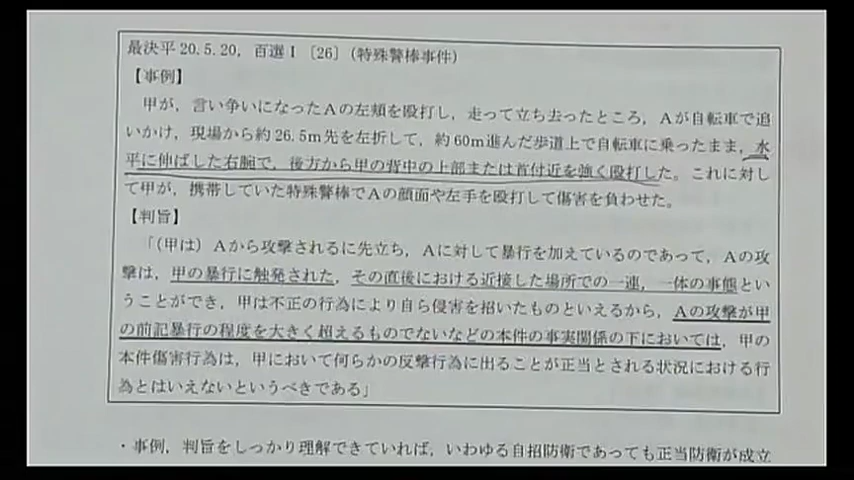 最決平20.5.20，百選Ⅰ〔26〕(特殊警棒事件)
【事例】
甲が，言い争いになったAの左頬を殴打し，走って立ち去ったところ，Aが自転車で追
いかけ，現場から約26.5m先を左折して，約60m進んだ歩道上で自転車に乗ったまま，水
平に伸ばした右腕で，後方から甲の背中の上部または首付近を強く殴打した。これに対し
て甲が，携帯していた特殊警棒でAの顔面や左手を殴打して傷害を負わせた。
【判旨】
「（甲は）Aから攻撃されるに先立ち，Aに対して暴行を加えているのであって，Aの攻
撃は，甲の暴行に触発された，その直後における近接した場所での一連，一体の事態とい
うことができ，甲は不正の行為により自ら侵害を招いたものといえるから，Aの攻撃が甲
の前記暴行の程度を大きく超えるものでないなどの本件の事実関係の下においては，甲の
本件傷害行為は，甲において何らかの反撃行為に出ることが正当とされる状況における行
為とはいえないというべきである」
・事例，判旨をしっかり理解できていれば，いわゆる自招防衛であっても正当防衛が成立